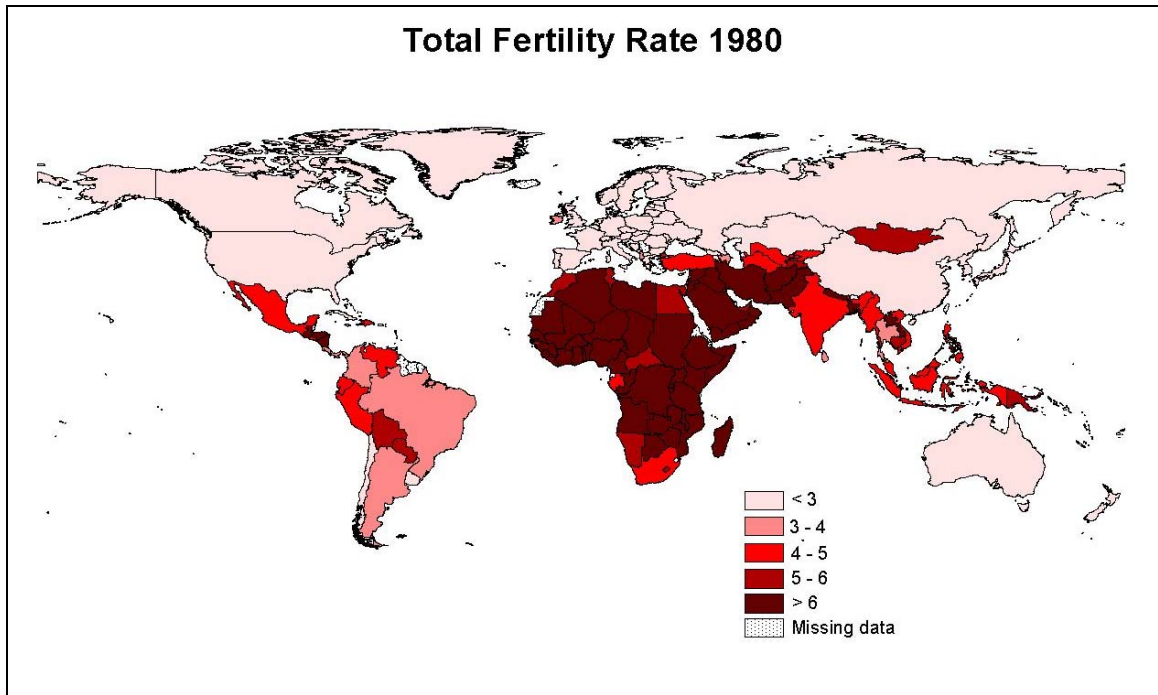 Total Fertility Rate 1980
< 3
3 - 4
4 - 5
5 - 6
> 6
Missing data